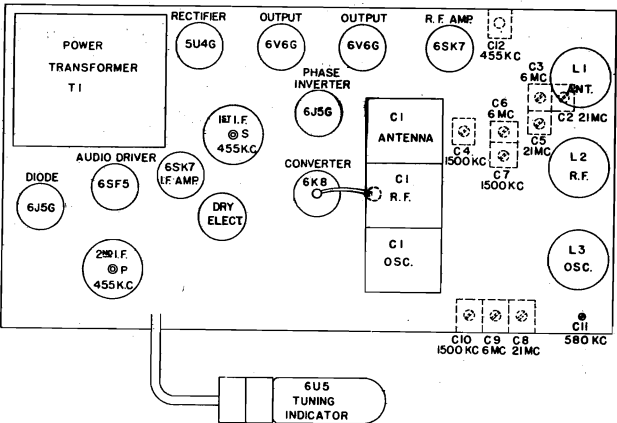 POWER
TRANSFORMER
T1
RECTIFIER
5U4G
OUTPUT
6V6G
OUTPUT
6V6G
R.F. AMP.
6SK7
C12
455KC
L1
ANT.
C3
6MC
C2 21MC
C5
21MC
C6
6MC
C7
1500KC
C4
1500KC
PHASE
INVERTER
6J5G
C1
ANTENNA
C1
R.F.
C1
OSC.
1ST I.F.
S
455K.C.
CONVERTER
6K8
L2
R.F.
AUDIO DRIVER
6SF5
6SK7
I.F. AMP.
DRY
ELECT.
DIODE
6J5G
2ND I.F.
P
455K.C.
L3
OSC.
C11
580KC
C10
1500KC
C9
6MC
C8
21MC
6U5
TUNING
INDICATOR